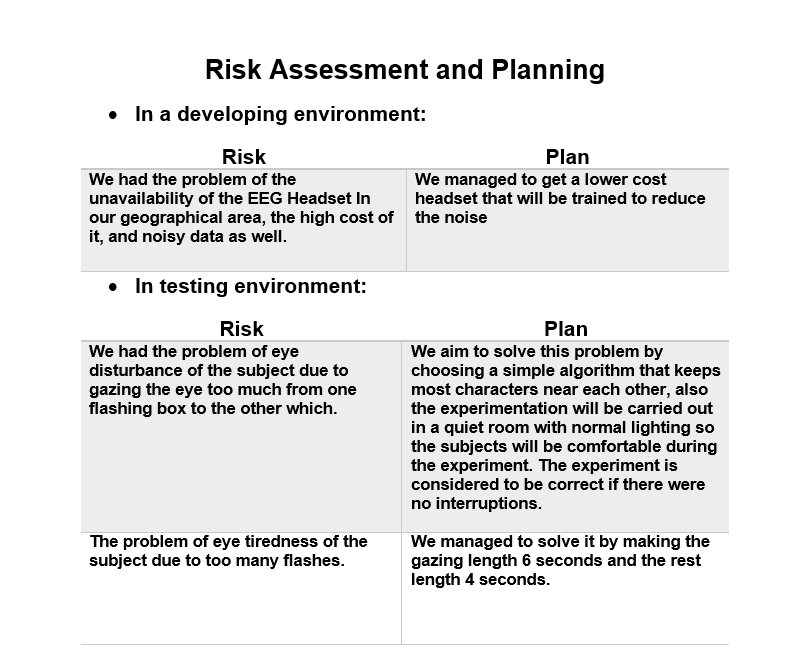 Risk Assessment and Planning
• In a developing environment:
Risk
Plan
We had the problem of the
unavailability of the EEG Headset In
our geographical area, the high cost of
it, and noisy data as well.
We managed to get a lower cost
headset that will be trained to reduce
the noise
• In testing environment:
Risk
Plan
We had the problem of eye
disturbance of the subject due to
gazing the eye too much from one
flashing box to the other which.
We aim to solve this problem by
choosing a simple algorithm that keeps
most characters near each other, also
the experimentation will be carried out
in a quiet room with normal lighting so
the subjects will be comfortable during
the experiment. The experiment is
considered to be correct if there were
no interruptions.
The problem of eye tiredness of the
subject due to too many flashes.
We managed to solve it by making the
gazing length 6 seconds and the rest
length 4 seconds.